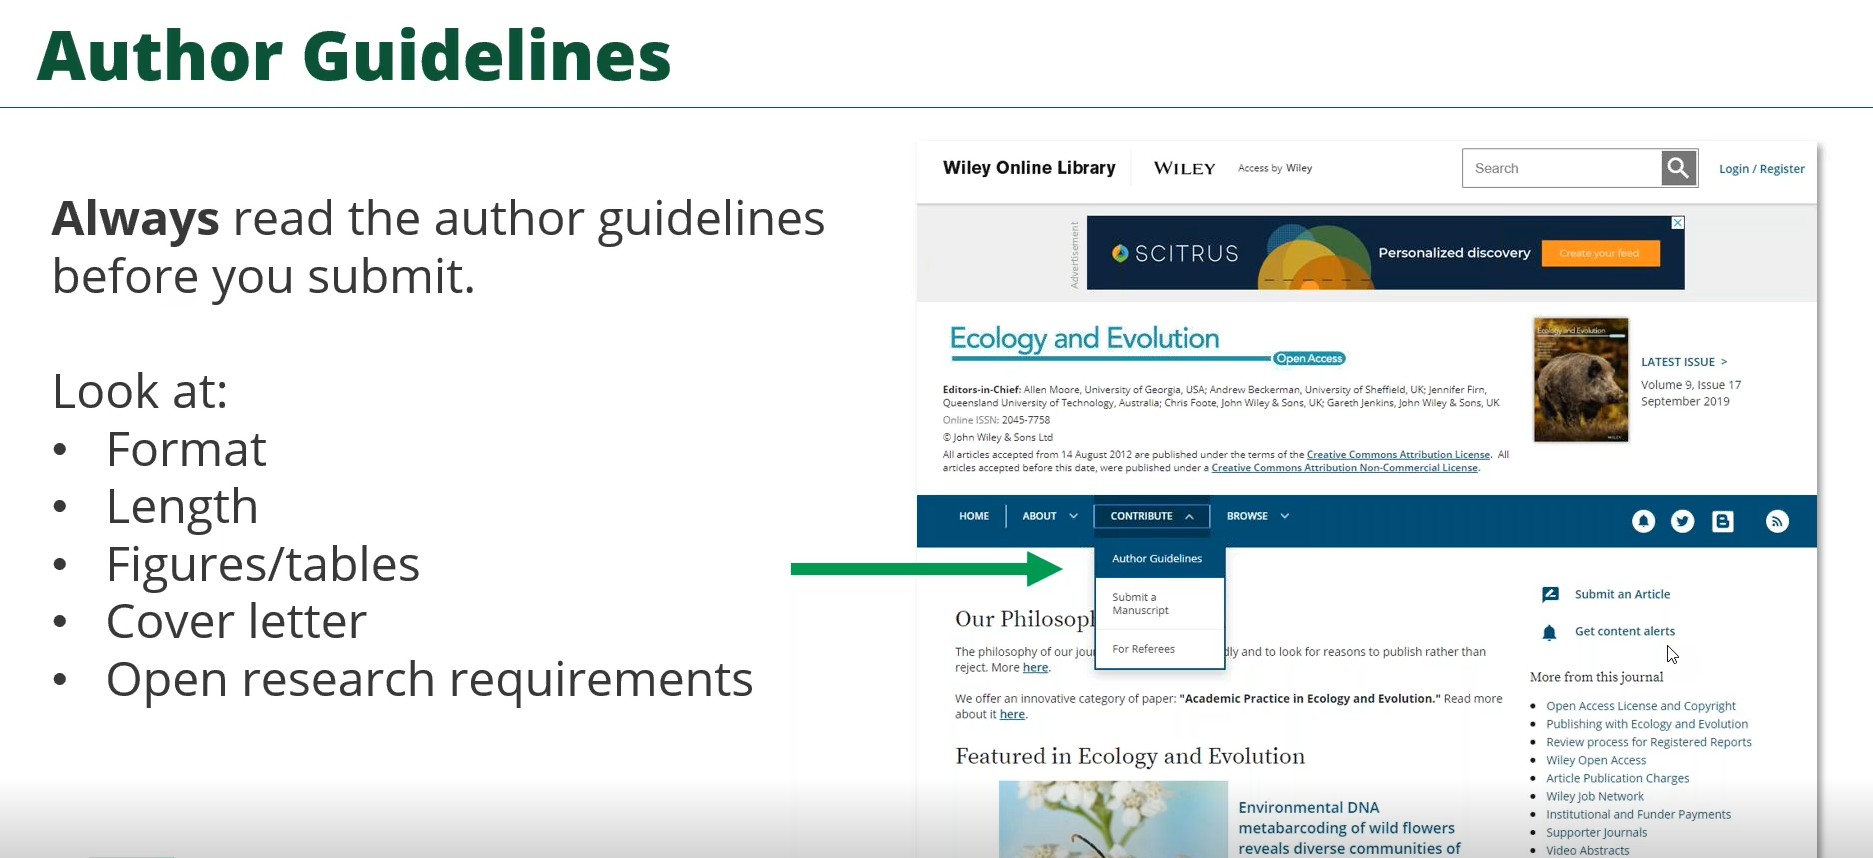 Author Guidelines
Always read the author guidelines
before you submit.
Look at:
• Format
• Length
• Figures/tables
• Cover letter
• Open research requirements
Wiley Online Library
WILEY
Access by Wiley
Search
Login / Register
Advertisement
SCITRUS
Personalized discovery
Create your feed
Ecology and Evolution
Open Access
Editors-in-Chief: Allen Moore, University of Georgia, USA; Andrew Beckerman, University of Sheffield, UK; Jennifer Firn,
Queensland University of Technology, Australia; Chris Foote, John Wiley & Sons, UK; Gareth Jenkins, John Wiley & Sons, UK
Online ISSN: 2045-7758
© John Wiley & Sons Ltd
All articles accepted from 14 August 2012 are published under the terms of the Creative Commons Attribution License. All
articles accepted before this date, were published under a Creative Commons Attribution Non-Commercial License.
Ecology and Evolution
WILEY
LATEST ISSUE >
Volume 9, Issue 17
September 2019
HOME
ABOUT
CONTRIBUTE
BROWSE
Author Guidelines
Submit a
Manuscript
For Referees
Our Philosoph
The philosophy of our jour
dly and to look for reasons to publish rather than
reject. More here.
We offer an innovative category of paper: "Academic Practice in Ecology and Evolution." Read more
about it here.
Featured in Ecology and Evolution
Environmental DNA
metabarcoding of wild flowers
reveals diverse communities of
Submit an Article
Get content alerts
More from this journal
• Open Access License and Copyright
• Publishing with Ecology and Evolution
• Review process for Registered Reports
• Wiley Open Access
• Article Publication Charges
• Wiley Job Network
• Institutional and Funder Payments
• Supporter Journals
• Video Abstracts